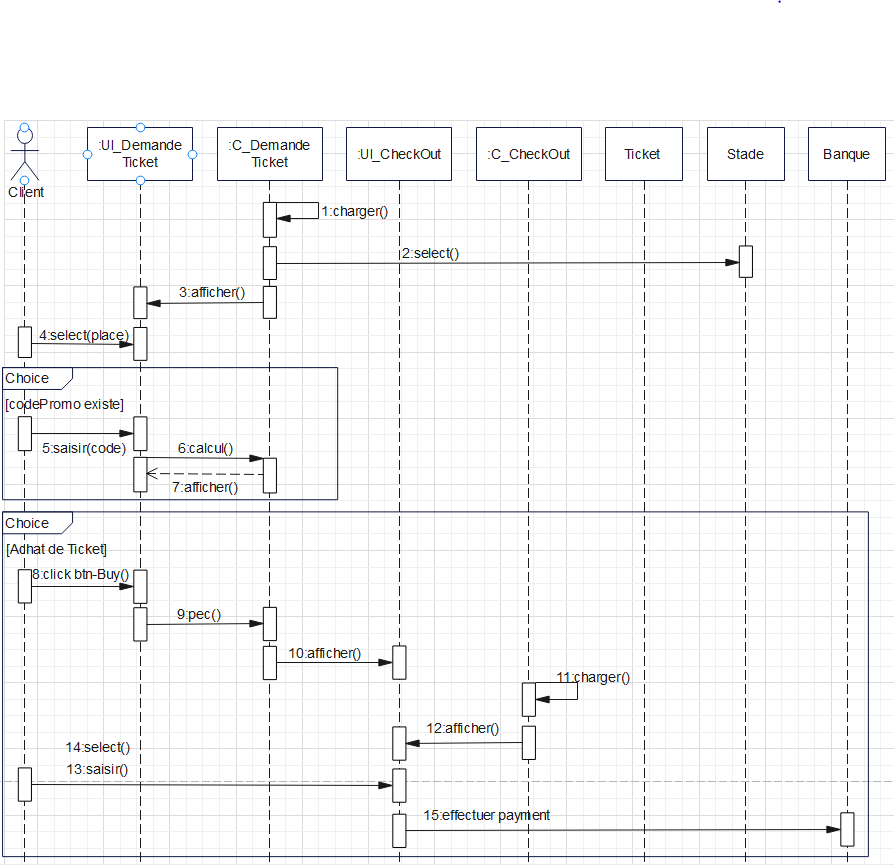 :UI_Demande
Ticket
:C_Demande
Ticket
:UI_CheckOut
:C_CheckOut
Ticket
Stade
Banque
Client
1:charger()
2:select()
3:afficher()
4:select(place)
Choice
[codePromo existe]
5:saisir(code)
6:calcul()
7:afficher()
Choice
[Adhat de Ticket]
8:click btn-Buy()
9:pec()
10:afficher()
11:charger()
12:afficher()
14:select()
13:saisir()
15:effectuer payment